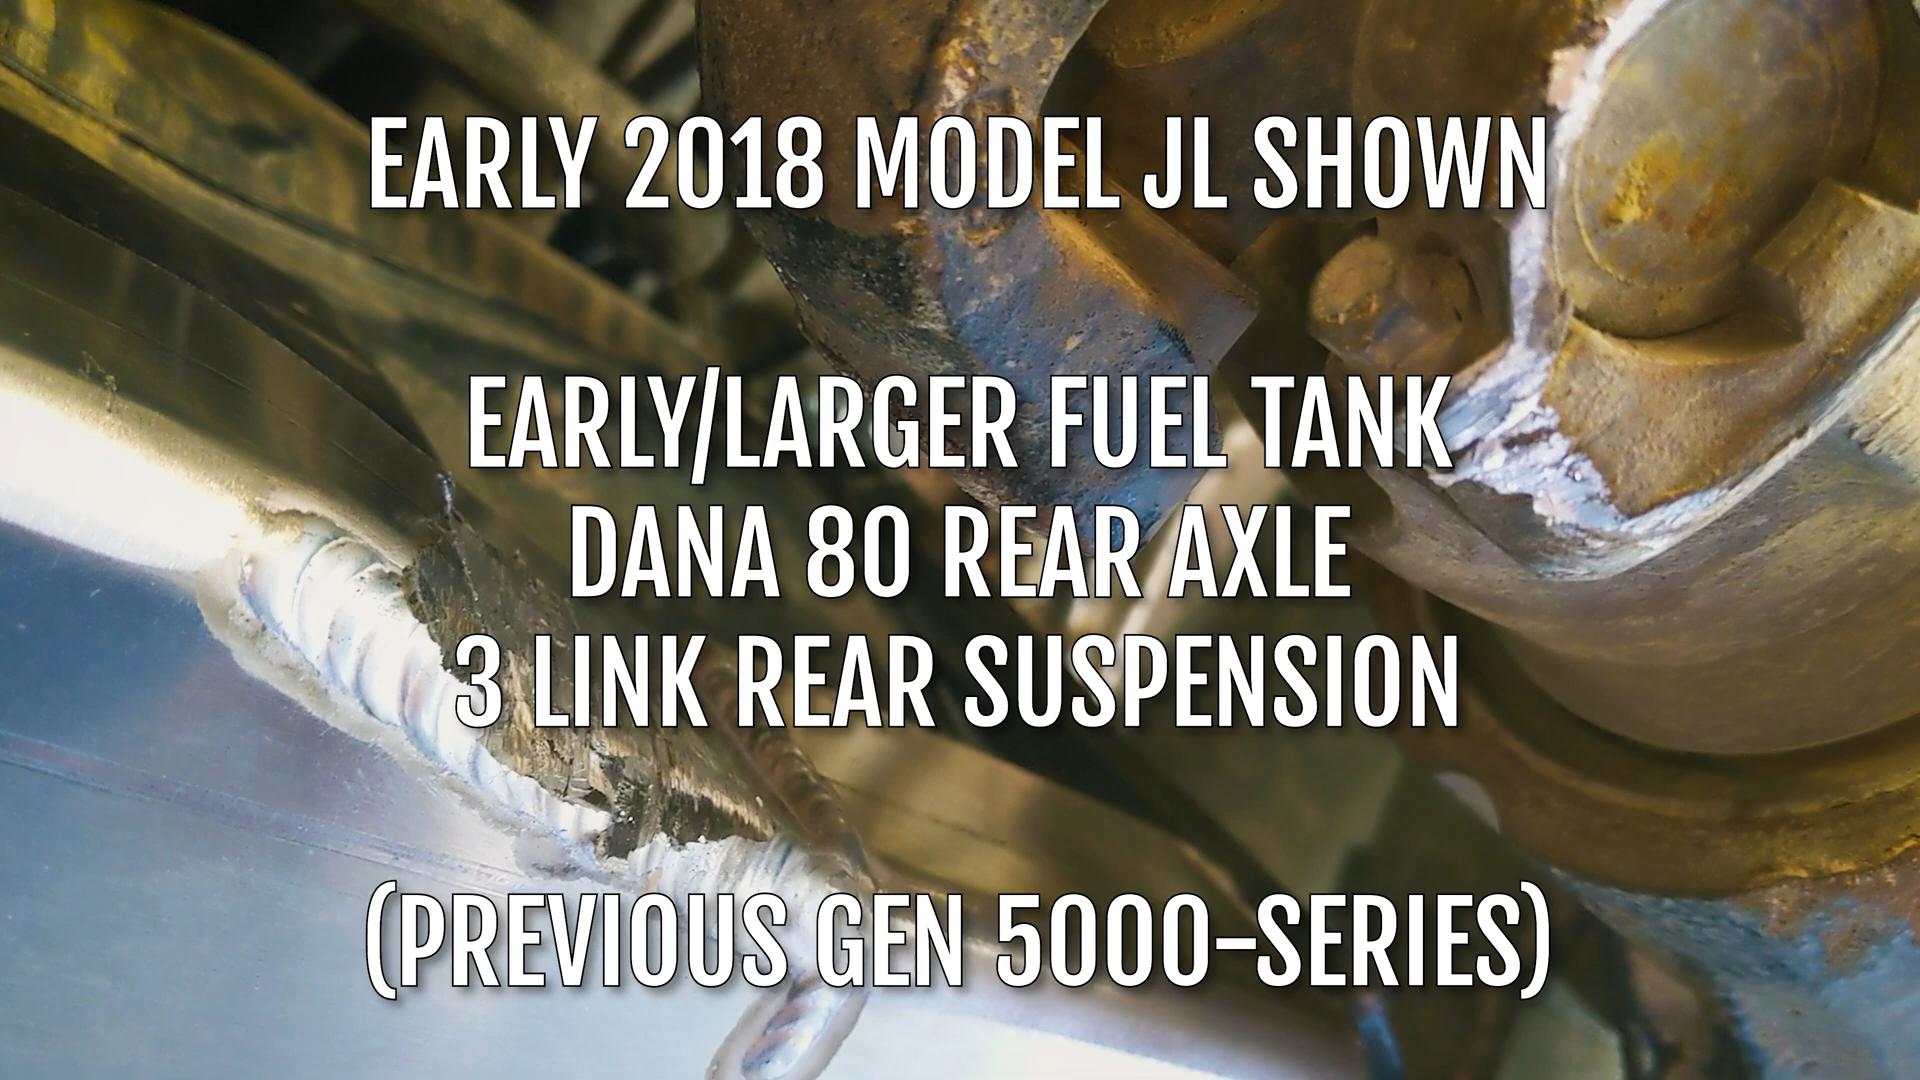 EARLY 2018 MODEL JL SHOWN
EARLY/LARGER FUEL TANK
DANA 80 REAR AXLE
3 LINK REAR SUSPENSION
(PREVIOUS GEN 5000-SERIES)